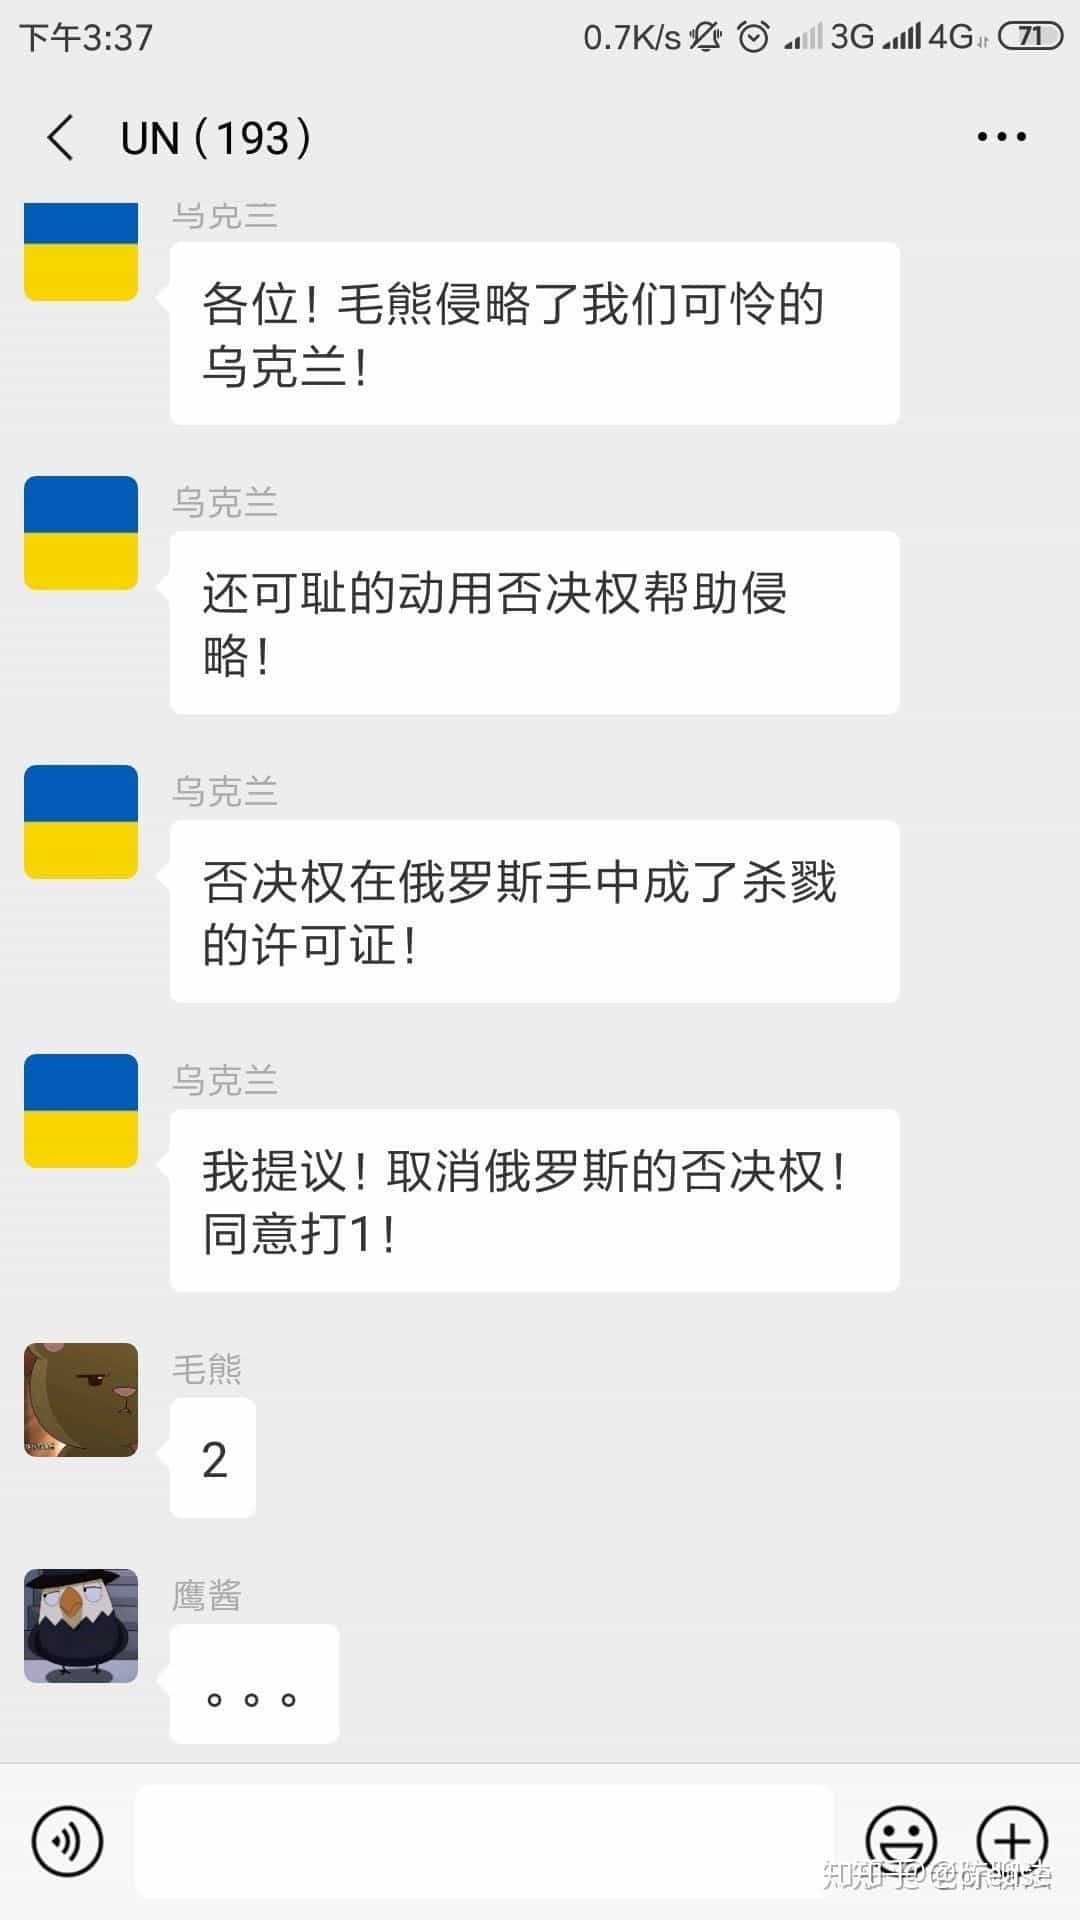 下午3:37
0.7K/s 3G 4G 71
UN(193)
乌克兰
各位!毛熊侵略了我们可怜的
乌克兰!
乌克兰
还可耻的动用否决权帮助侵
略!
乌克兰
否决权在俄罗斯手中成了杀戮
的许可证!
乌克兰
我提议!取消俄罗斯的否决权!
同意打1!
毛熊
2
鹰酱
。。。